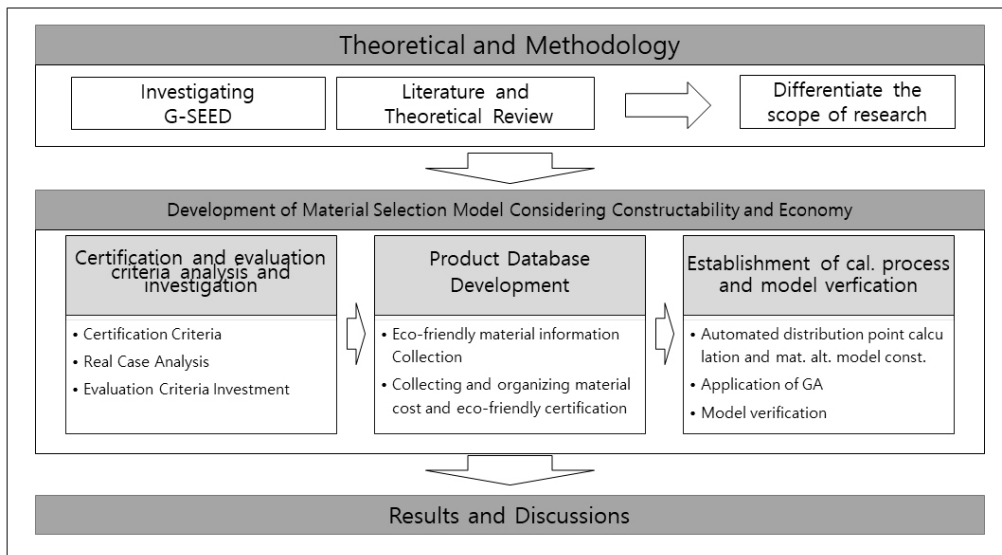 Theoretical and Methodology
Investigating
G-SEED
Literature and
Theoretical Review
Differentiate the
scope of research
Development of Material Selection Model Considering Constructability and Economy
Certification and evaluation
criteria analysis and
investigation
• Certification Criteria
• Real Case Analysis
• Evaluation Criteria Investment
Product Database
Development
• Eco-friendly material information
Collection
• Collecting and organizing material
cost and eco-friendly certification
Establishment of cal. process
and model verfication
• Automated distribution point calcu
lation and mat. alt. model const.
• Application of GA
• Model verification
Results and Discussions